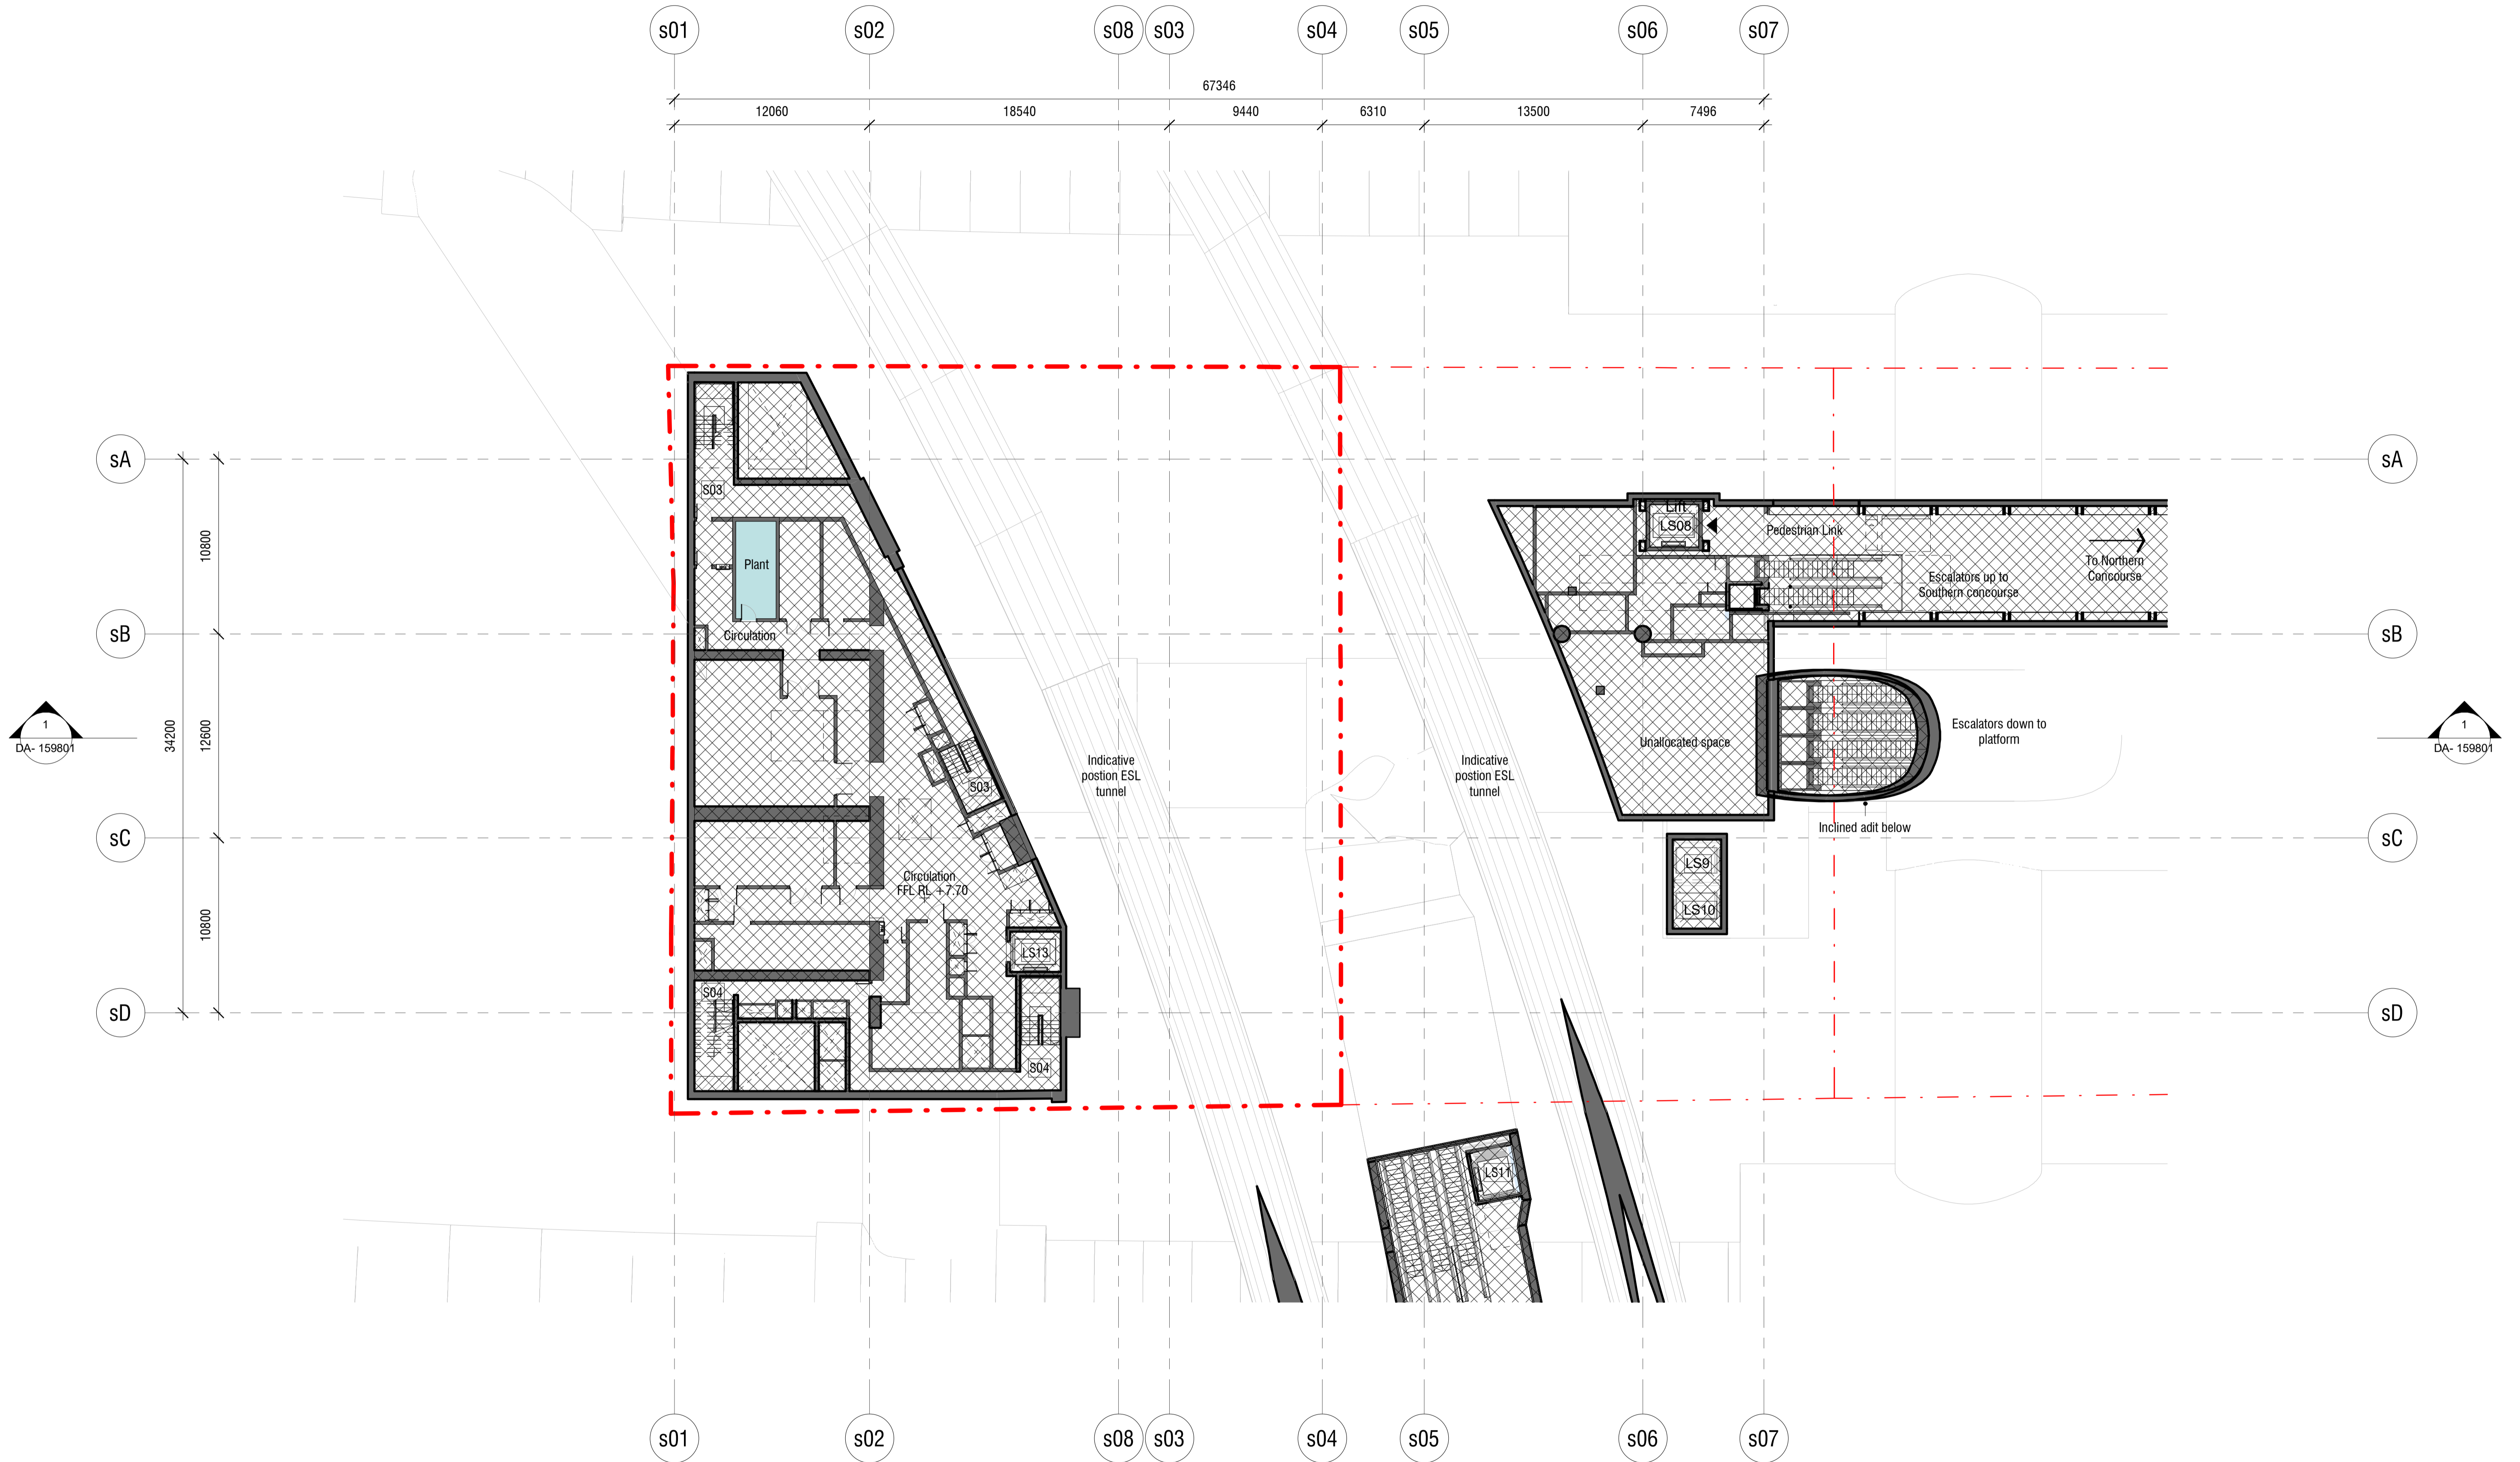 s01 s02 s08 s03 s04 s05 s06 s07
67346
12060 18540 9440 6310 13500 7496
sA sA
S03
Lift
LS08
Pedestrian Link
To Northern
Concourse
10800
Plant
Escalators up to
Southern concourse
Circulation
sB sB
1
DA- 159801
34200
12600
Unallocated space
Escalators down to
platform
1
DA- 159801
Indicative
postion ESL
tunnel
Indicative
postion ESL
tunnel
S03
Inclined adit below
sC sC
LS9
LS10
Circulation
FFL RL +7.70
10800
LS13
S04
sD sD
S04
LS11
s01 s02 s08 s03 s04 s05 s06 s07